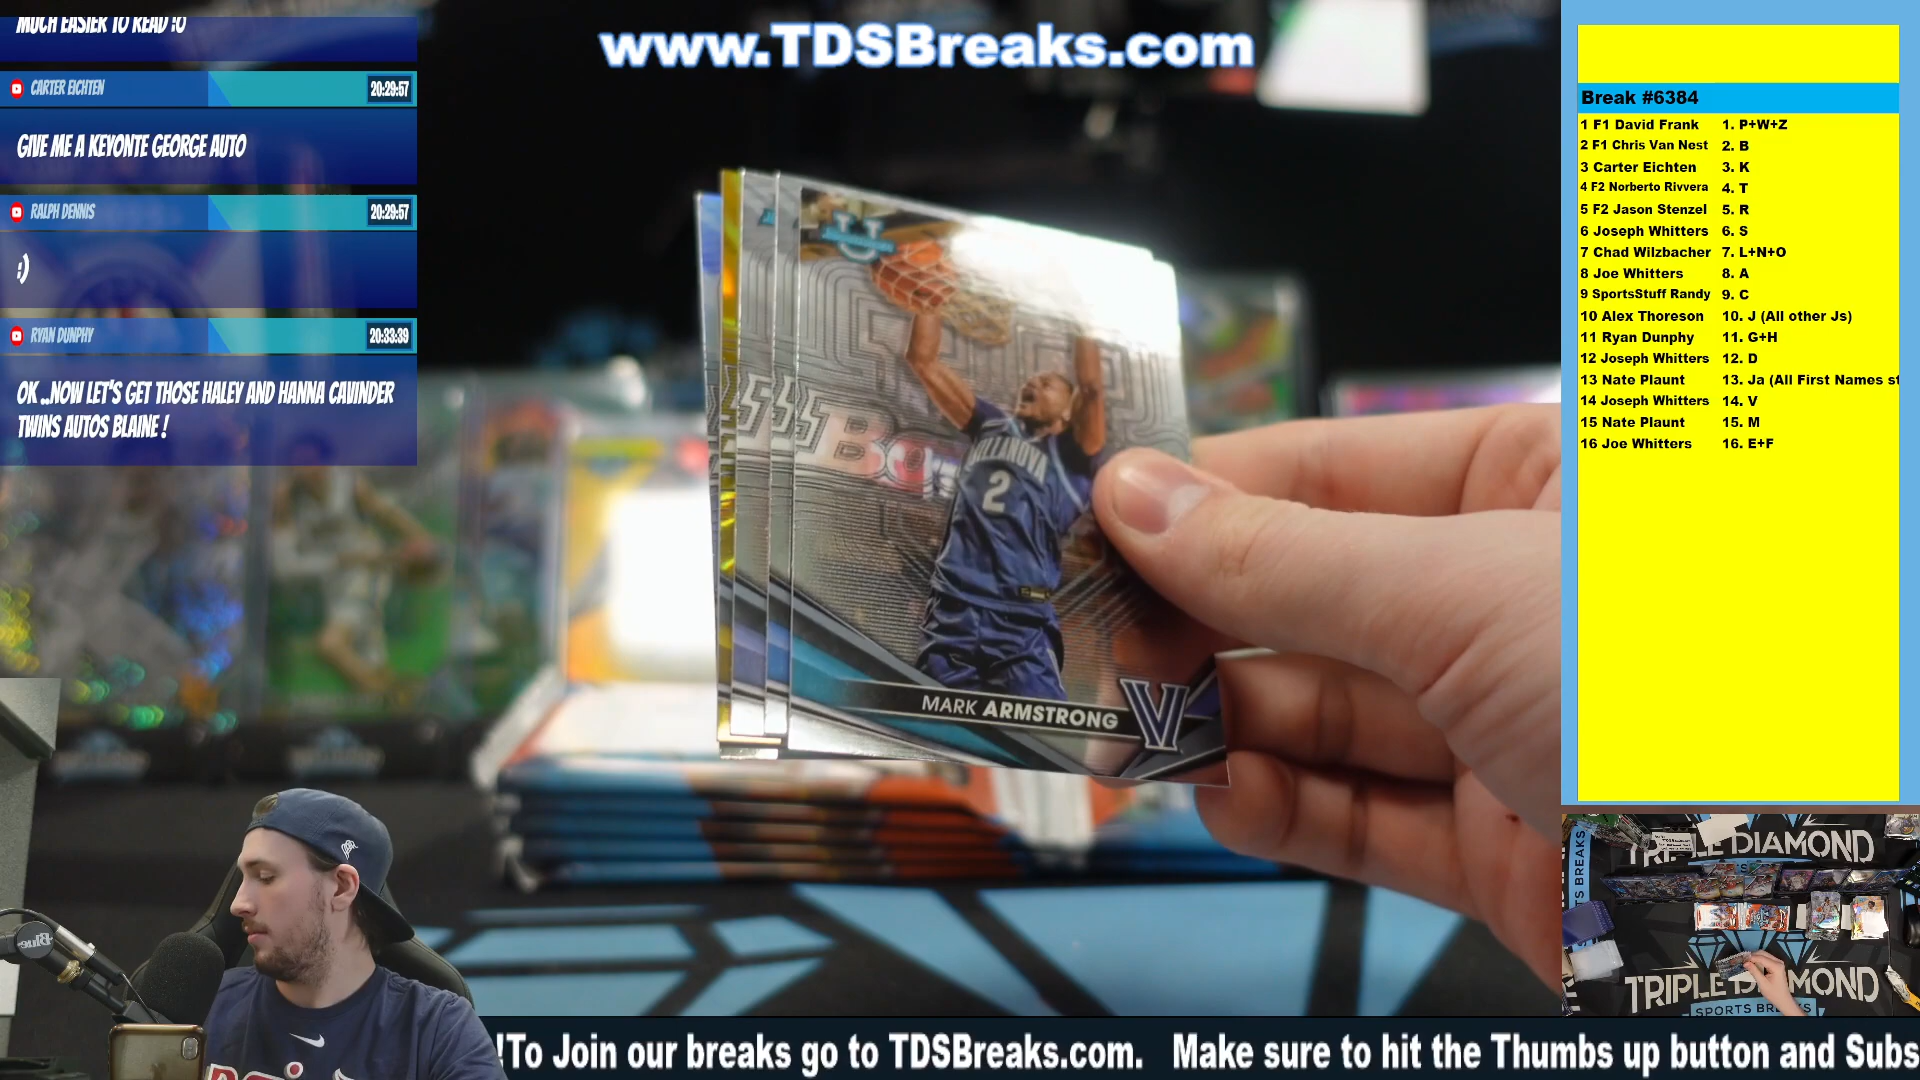 MUCH EASIER TO READ :O
CARTER EICHTEN
20:29:57
GIVE ME A KEYONTE GEORGE AUTO
RALPH DENNIS
20:29:57
:)
RYAN DUNPHY
20:33:39
OK ..NOW LET'S GET THOSE HALEY AND HANNA CAVINDER
TWINS AUTOS BLAINE !
www.TDSBreaks.com
VILLANOVA
2
MARK ARMSTRONG
V
Blue
Break #6384
1 F1 David Frank 1. P+W+Z
2 F1 Chris Van Nest 2. B
3 Carter Eichten 3. K
4 F2 Norberto Rivvera 4. T
5 F2 Jason Stenzel 5. R
6 Joseph Whitters 6. S
7 Chad Wilzbacher 7. L+N+O
8 Joe Whitters 8. A
9 SportsStuff Randy 9. C
10 Alex Thoreson 10. J (All other Js)
11 Ryan Dunphy 11. G+H
12 Joseph Whitters 12. D
13 Nate Plaunt 13. Ja (All First Names st
14 Joseph Whitters 14. V
15 Nate Plaunt 15. M
16 Joe Whitters 16. E+F
TRIPLE DIAMOND
TRIPLE DIAMOND
SPORTS BREAKS
!To Join our breaks go to TDSBreaks.com. Make sure to hit the Thumbs up button and Subs